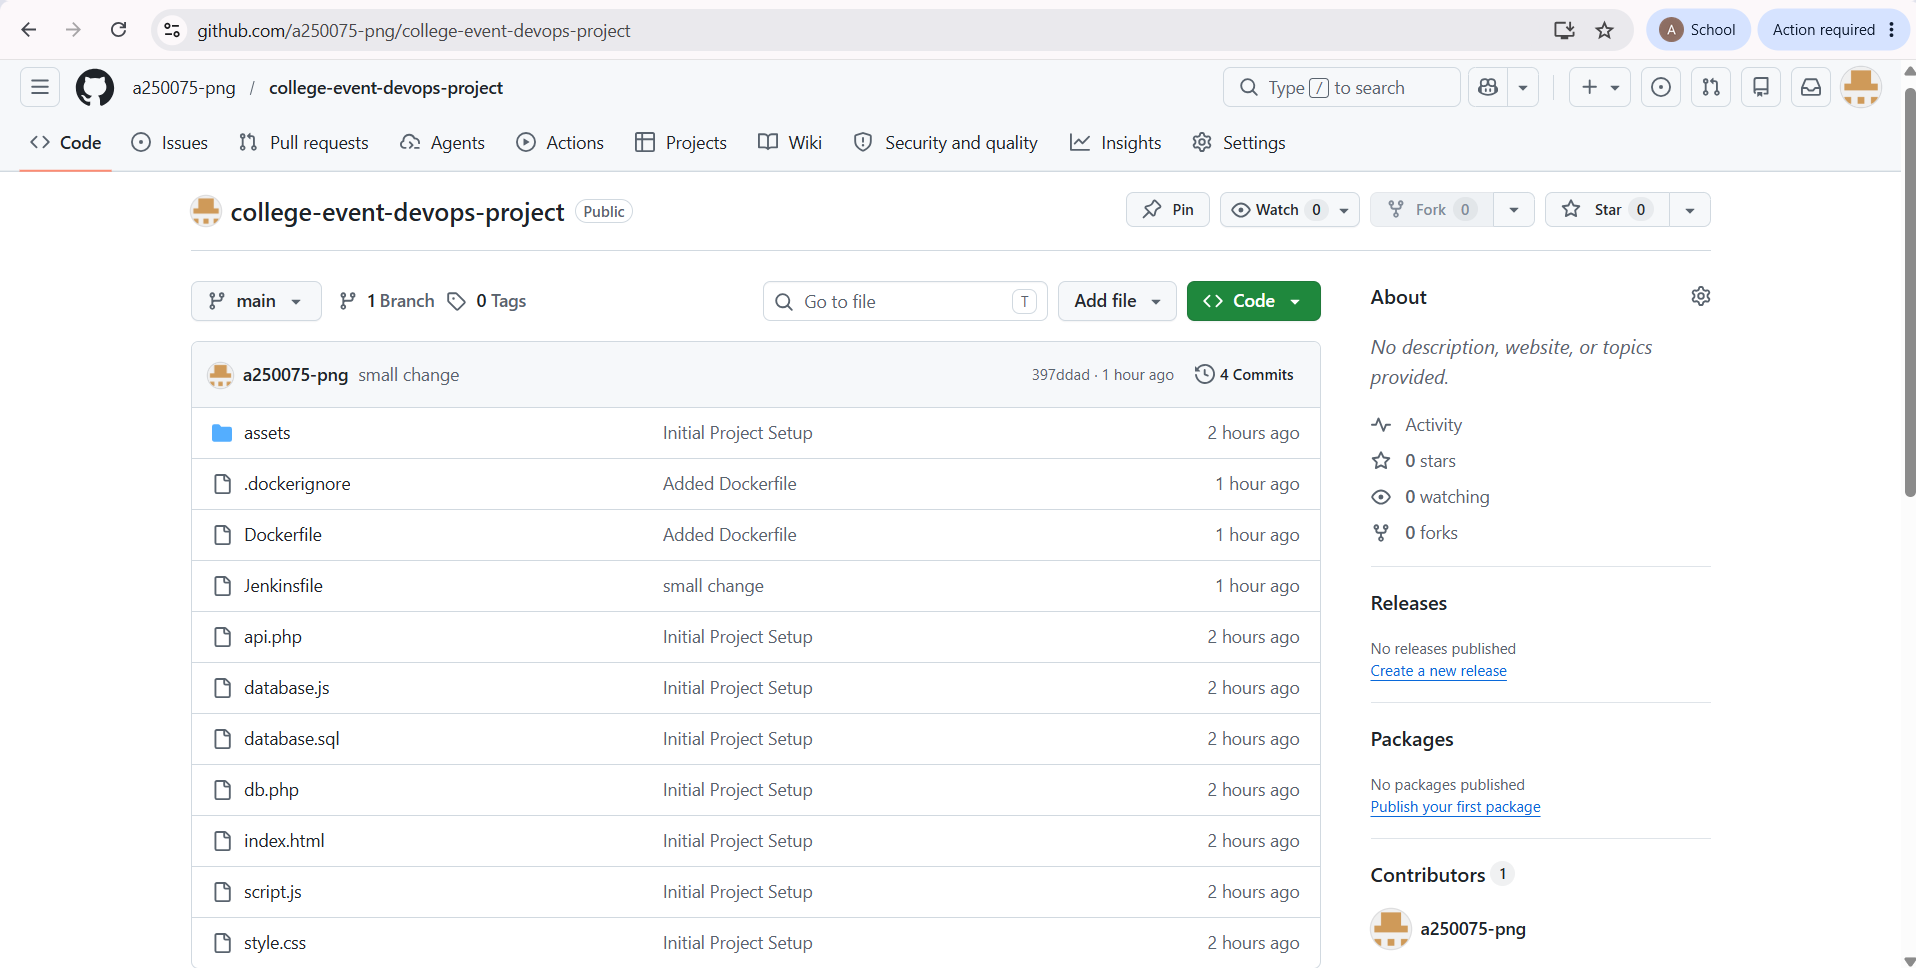 github.com/a250075-png/college-event-devops-project
A School
Action required
a250075-png / college-event-devops-project
Type / to search
Code Issues Pull requests Agents Actions Projects Wiki Security and quality Insights Settings
college-event-devops-project Public
Pin Watch 0 Fork 0 Star 0
main 1 Branch 0 Tags Go to file T Add file Code
a250075-png small change 397ddad · 1 hour ago 4 Commits
assets Initial Project Setup 2 hours ago
.dockerignore Added Dockerfile 1 hour ago
Dockerfile Added Dockerfile 1 hour ago
Jenkinsfile small change 1 hour ago
api.php Initial Project Setup 2 hours ago
database.js Initial Project Setup 2 hours ago
database.sql Initial Project Setup 2 hours ago
db.php Initial Project Setup 2 hours ago
index.html Initial Project Setup 2 hours ago
script.js Initial Project Setup 2 hours ago
style.css Initial Project Setup 2 hours ago
About
No description, website, or topics
provided.
Activity
0 stars
0 watching
0 forks
Releases
No releases published
Create a new release
Packages
No packages published
Publish your first package
Contributors 1
a250075-png